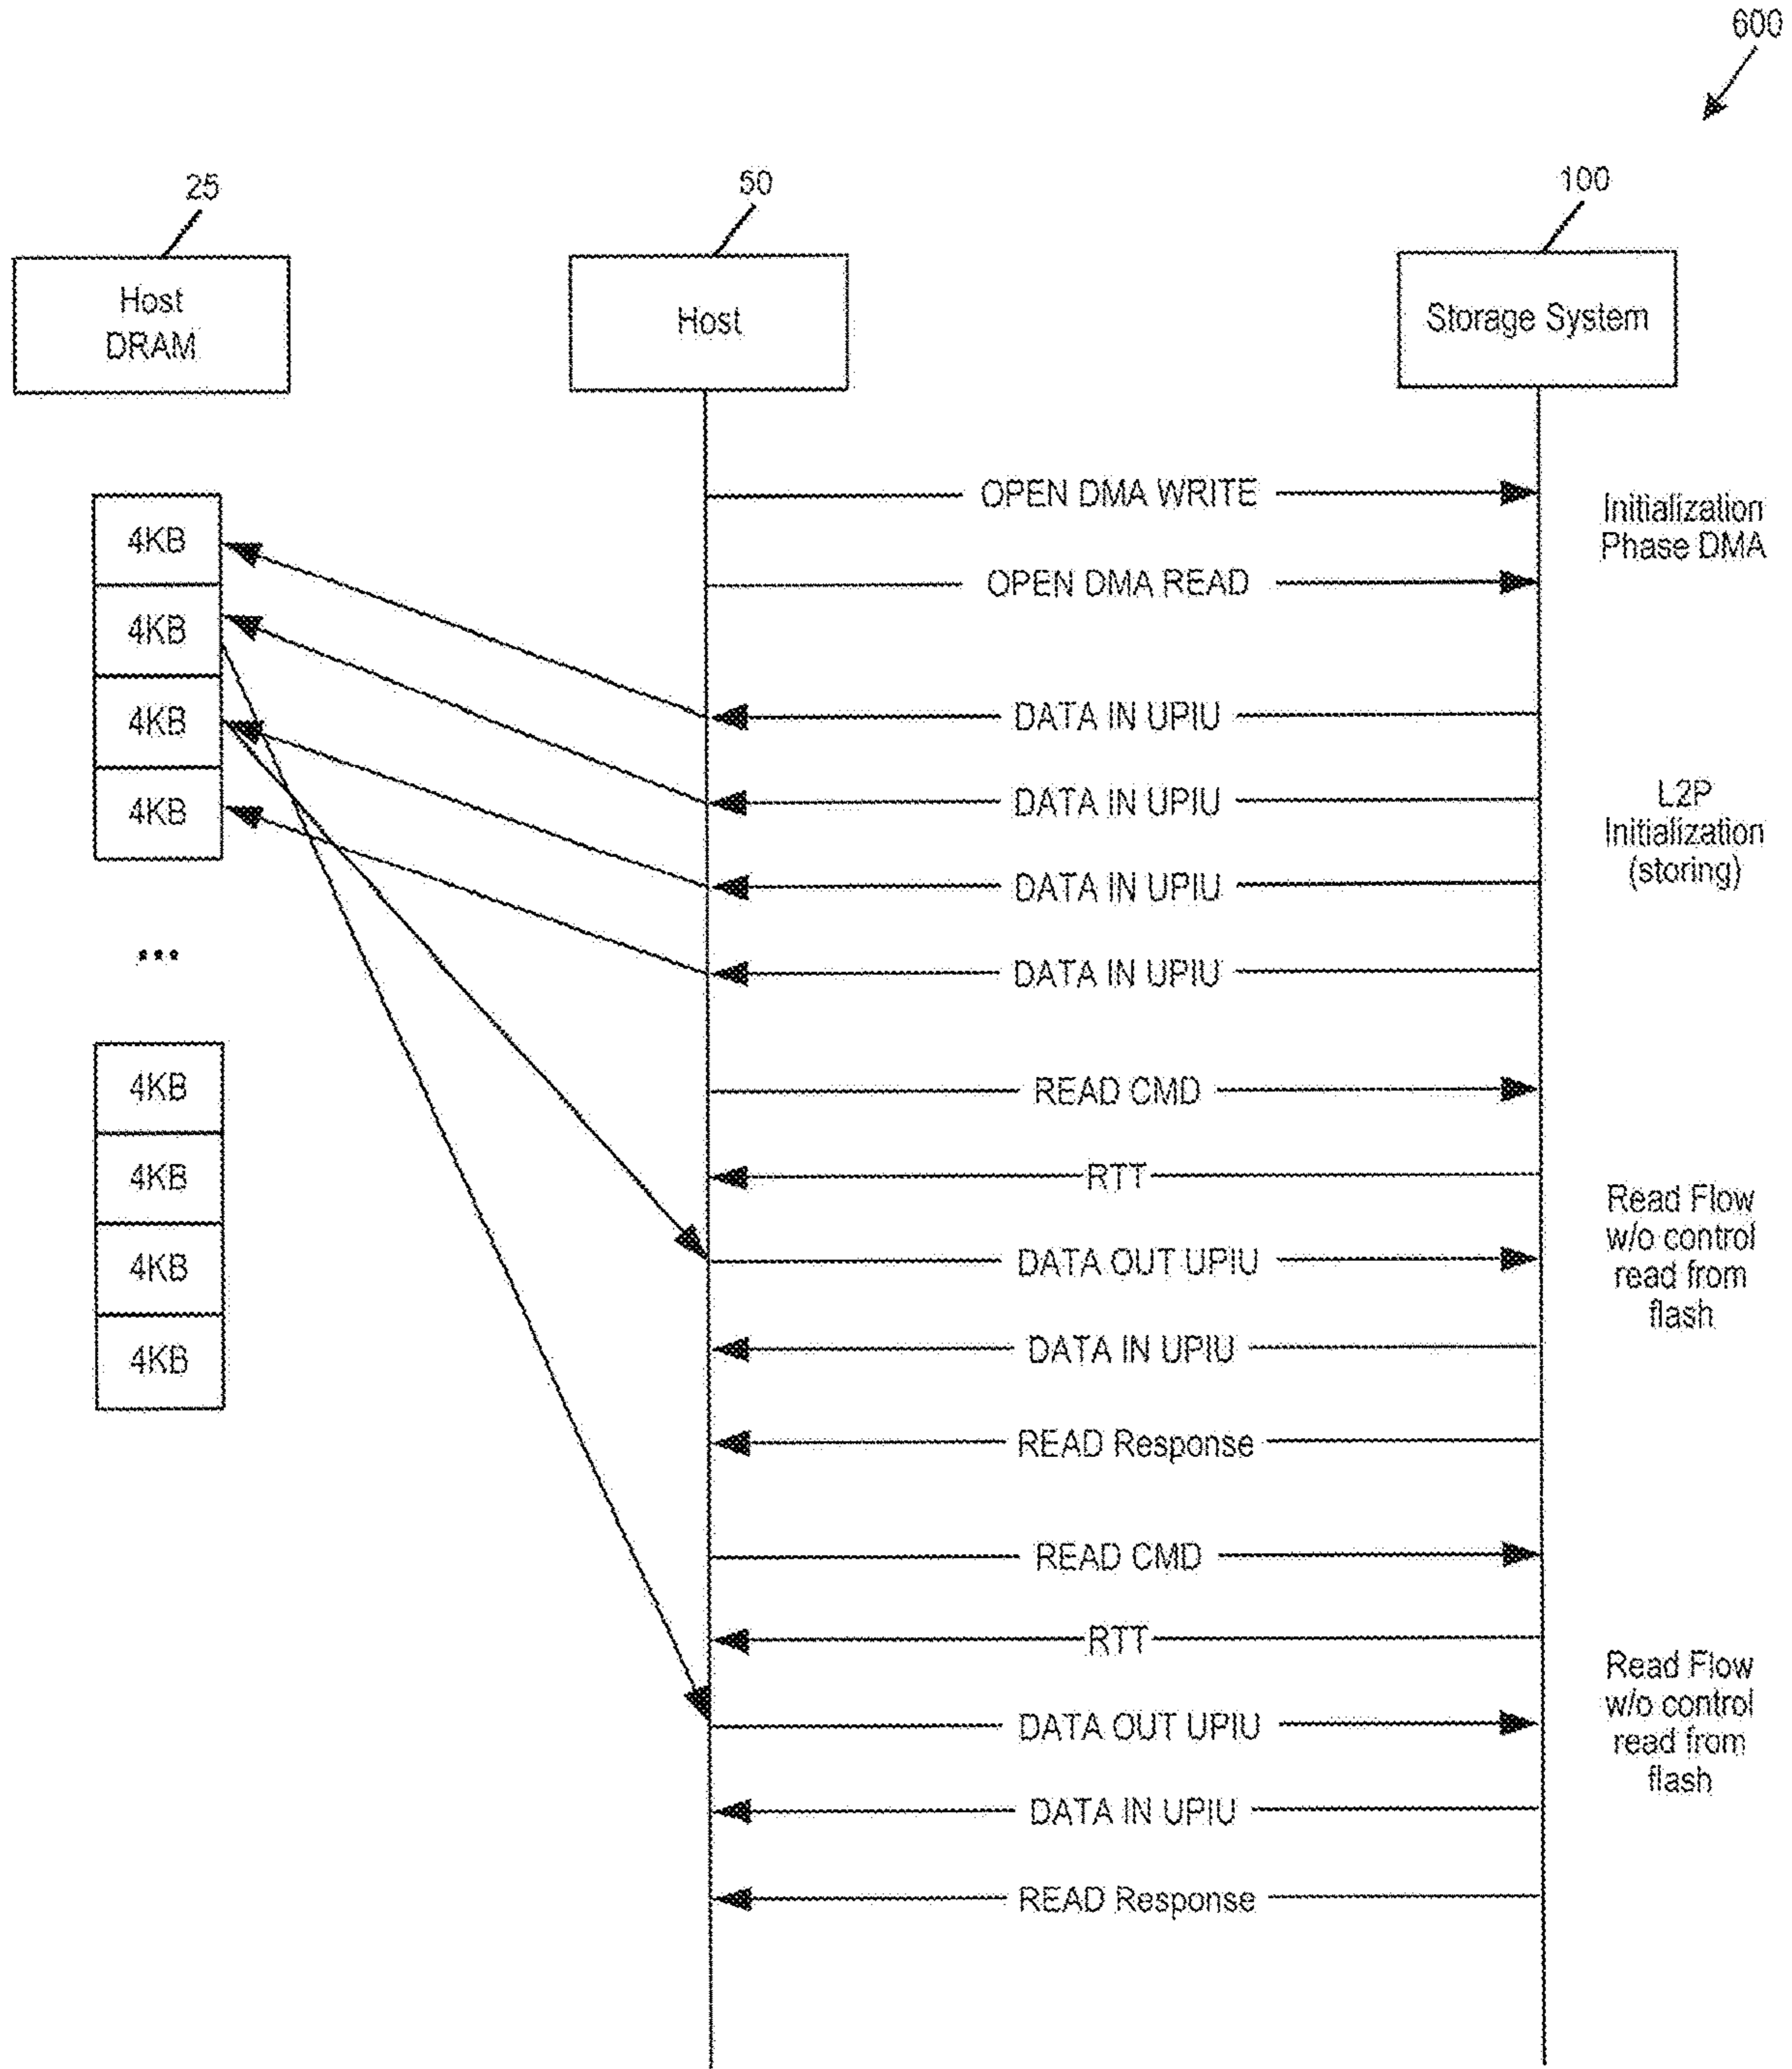 600
25
50
100
Host
DRAM
Host
Storage System
OPEN DMA WRITE
Initialization
Phase DMA
OPEN DMA READ
4KB
4KB
4KB
4KB
DATA IN UPIU
DATA IN UPIU
DATA IN UPIU
DATA IN UPIU
L2P
Initialization
(storing)
...
4KB
4KB
4KB
4KB
READ CMD
RTT
DATA OUT UPIU
DATA IN UPIU
READ Response
Read Flow
w/o control
read from
flash
READ CMD
RTT
DATA OUT UPIU
DATA IN UPIU
READ Response
Read Flow
w/o control
read from
flash